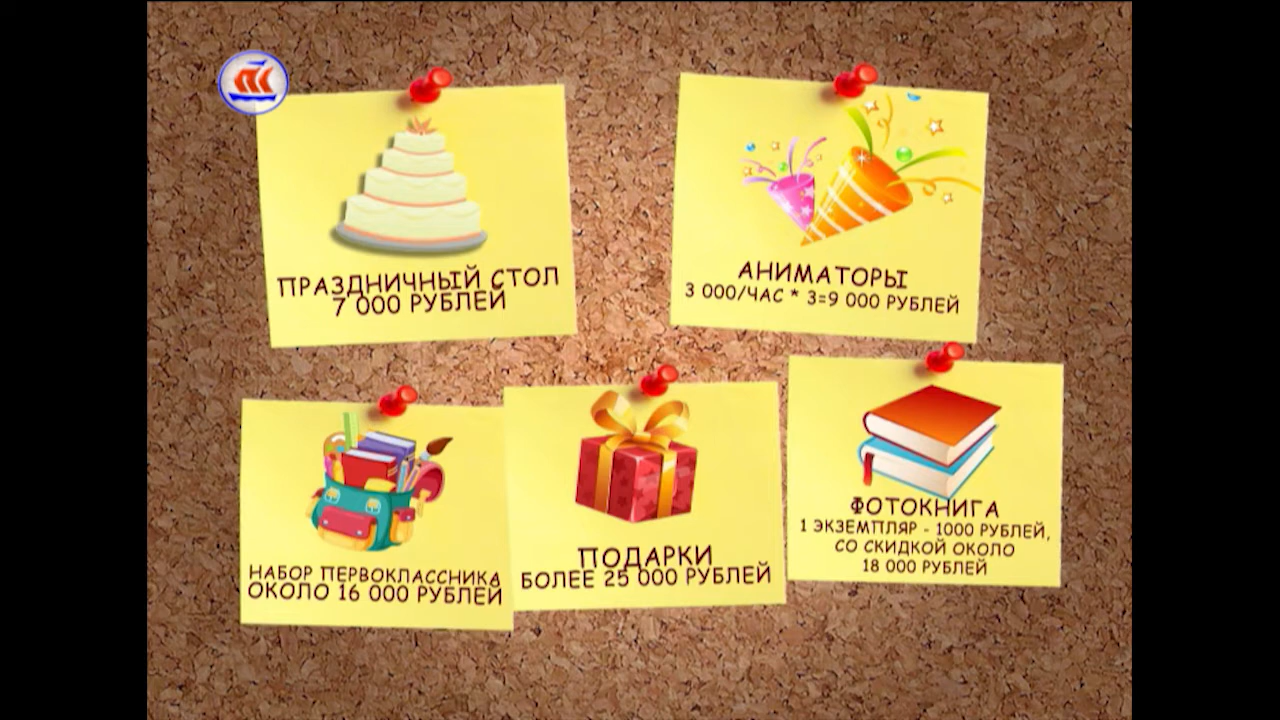 ПРАЗДНИЧНЫЙ СТОЛ
7 000 РУБЛЕЙ
АНИМАТОРЫ
3 000/ЧАС * 3=9 000 РУБЛЕЙ
НАБОР ПЕРВОКЛАССНИКА
ОКОЛО 16 000 РУБЛЕЙ
ПОДАРКИ
БОЛЕЕ 25 000 РУБЛЕЙ
ФОТОКНИГА
1 ЭКЗЕМПЛЯР - 1000 РУБЛЕЙ,
СО СКИДКОЙ ОКОЛО
18 000 РУБЛЕЙ